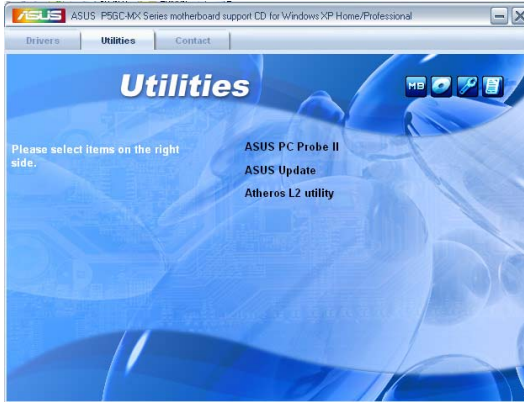 ASUS ASUS P5GC-MX Series motherboard support CD for Windows XP Home/Professional
Drivers Utilities Contact
Utilities
MB
Please select items on the right
side.
ASUS PC Probe II
ASUS Update
Atheros L2 utility